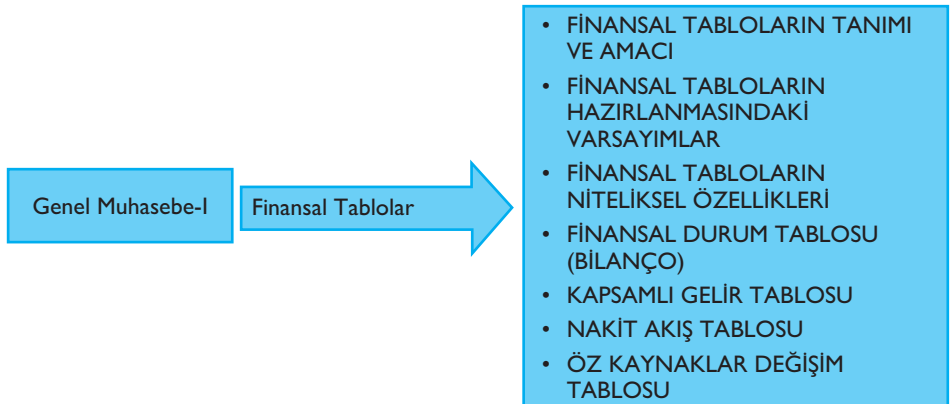 Genel Muhasebe-I
Finansal Tablolar
• FİNANSAL TABLOLARIN TANIMI
VE AMACI
• FİNANSAL TABLOLARIN
HAZIRLANMASINDAKİ
VARSAYIMLAR
• FİNANSAL TABLOLARIN
NİTELİKSEL ÖZELLİKLERİ
• FİNANSAL DURUM TABLOSU
(BİLANÇO)
• KAPSAMLI GELİR TABLOSU
• NAKİT AKIŞ TABLOSU
• ÖZ KAYNAKLAR DEĞİŞİM
TABLOSU